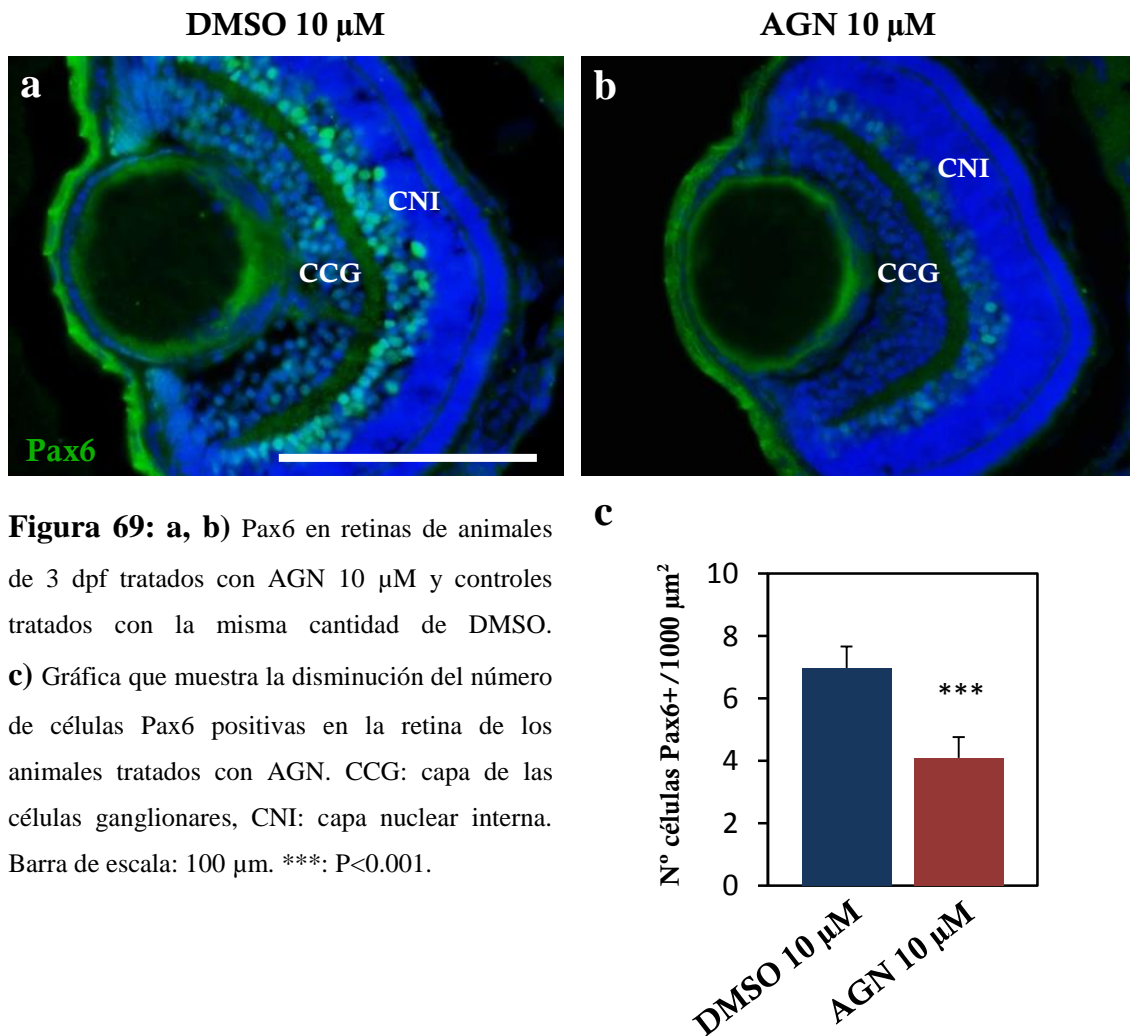 DMSO 10 µM
AGN 10 µM
a
CNI
CCG
Pax6
b
CNI
CCG
Figura 69: a, b) Pax6 en retinas de animales
de 3 dpf tratados con AGN 10 µM y controles
tratados con la misma cantidad de DMSO.
c) Gráfica que muestra la disminución del número
de células Pax6 positivas en la retina de los
animales tratados con AGN. CCG: capa de las
células ganglionares, CNI: capa nuclear interna.
Barra de escala: 100 µm. ***: P<0.001.
c
Nº células Pax6+/1000 µm²
10
8
6
4
2
0
***
DMSO 10 µM
AGN 10 µM